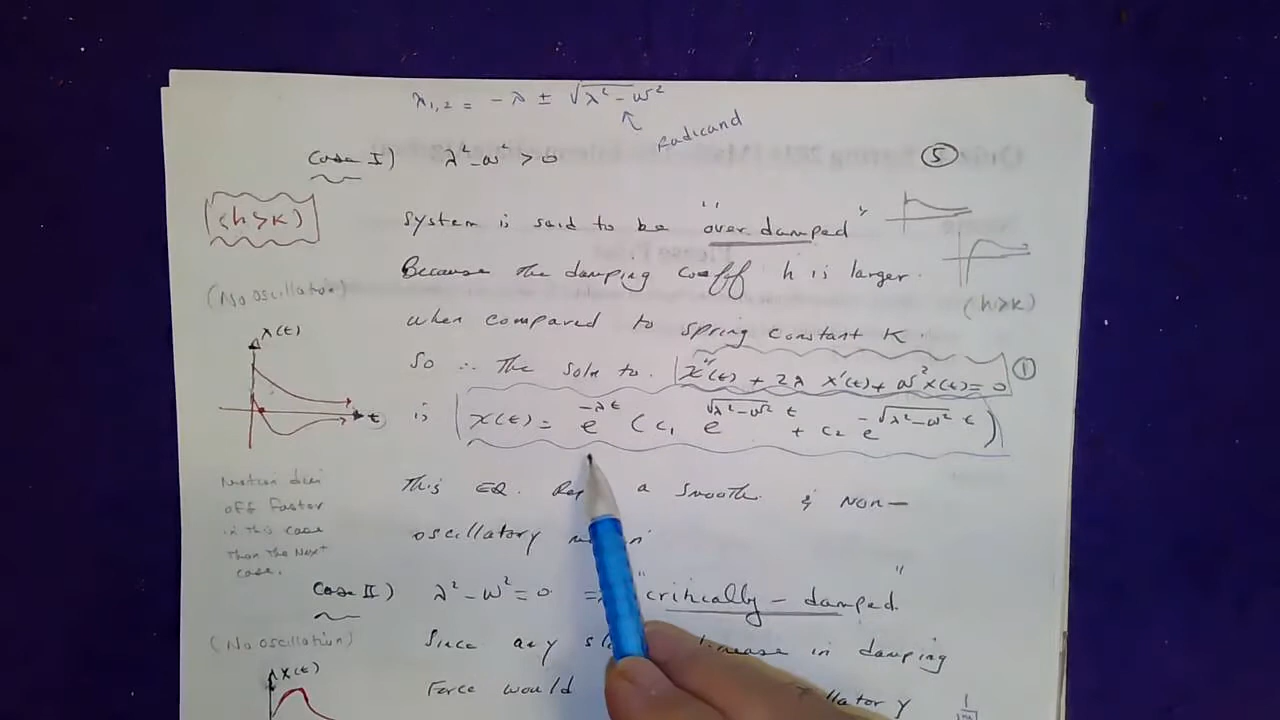 λ1,2 = -λ ± √λ² - ω²
Radicand
Case I) λ² - ω² > 0
5
(h > K)
system is said to be "over damped"
Because the damping coeff h is larger
(h > K)
(No oscillation)
when compared to spring constant K.
x(t)
So ∴ the soln to x''(t) + 2λ x'(t) + ω² x(t) = 0
1
t
is x(t) = e^{-λt} (c₁ e^{√λ²-ω² t} + c₂ e^{-√λ²-ω² t})
Motion
off faster
in this case
than the Next
case.
This EQ. a smooth & Non-
oscillatory
Case II) λ² - ω² = 0 "critically - damped"
(No oscillation)
Since any in damping
x(t)
Force would